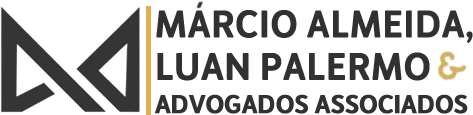 MÁRCIO ALMEIDA,
LUAN PALERMO &
ADVOGADOS ASSOCIADOS